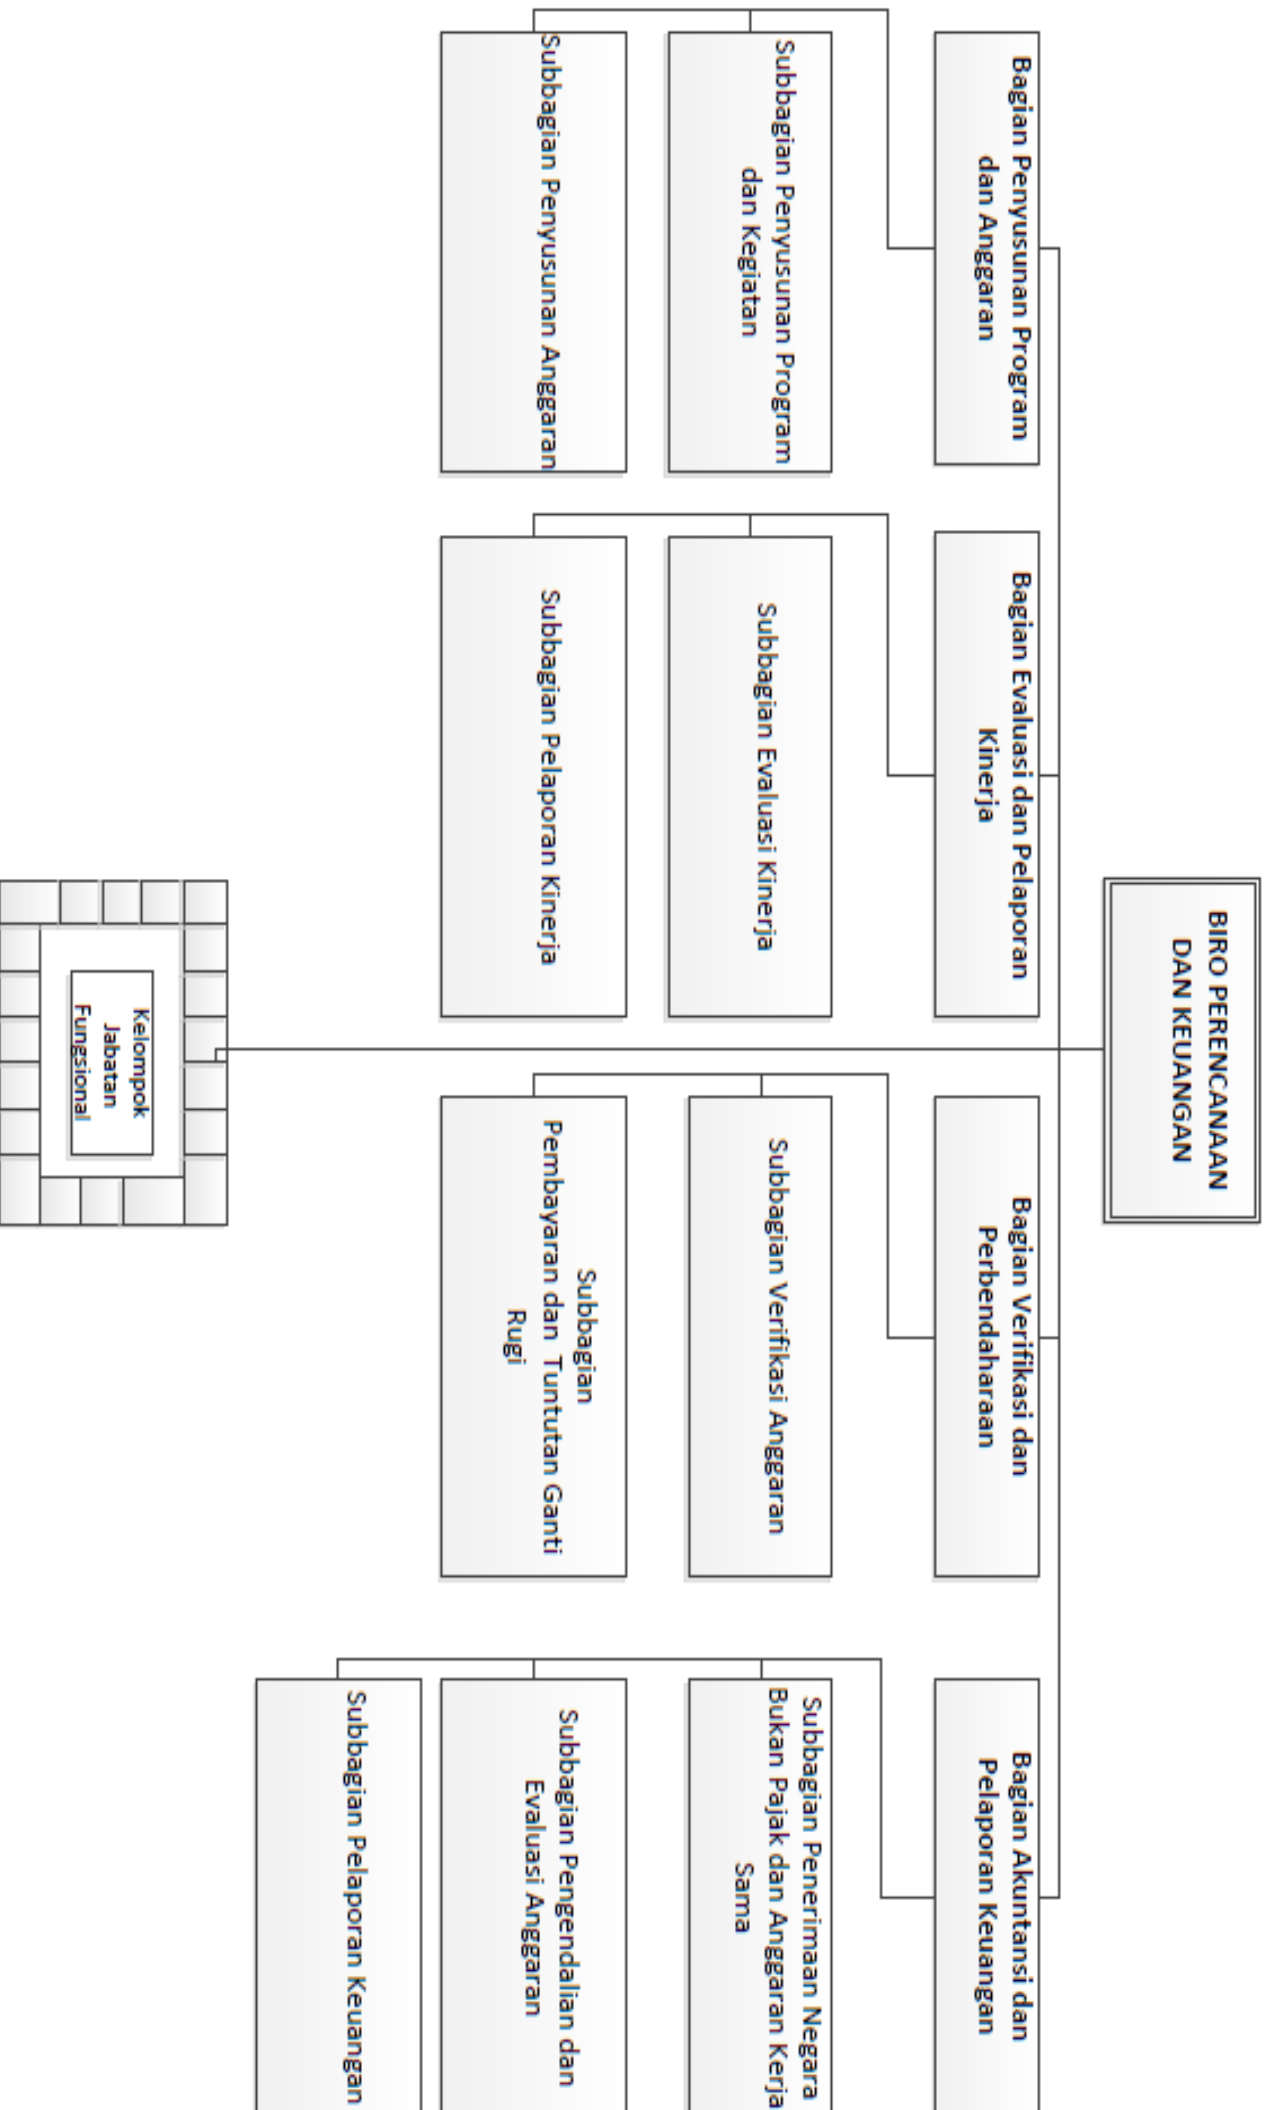 BIRO PERENCANAAN
DAN KEUANGAN
Bagian Penyusunan Program
dan Anggaran
Subbagian Penyusunan Program
dan Kegiatan
Subbagian Penyusunan Anggaran
Bagian Evaluasi dan Pelaporan
Kinerja
Subbagian Evaluasi Kinerja
Subbagian Pelaporan Kinerja
Bagian Verifikasi dan
Perbendaharaan
Subbagian Verifikasi Anggaran
Subbagian
Pembayaran dan Tuntutan Ganti
Rugi
Bagian Akuntansi dan
Pelaporan Keuangan
Subbagian Penerimaan Negara
Bukan Pajak dan Anggaran Kerja
Sama
Subbagian Pengendalian dan
Evaluasi Anggaran
Subbagian Pelaporan Keuangan
Kelompok
Jabatan
Fungsional